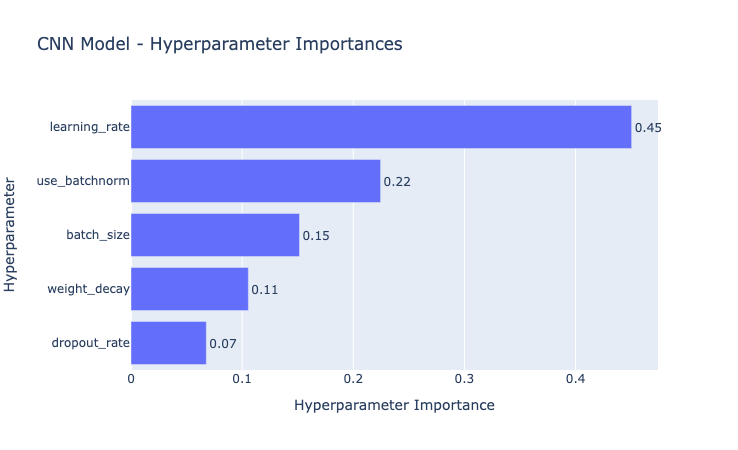 CNN Model - Hyperparameter Importances
Hyperparameter
learning_rate
0.45
use_batchnorm
0.22
batch_size
0.15
weight_decay
0.11
dropout_rate
0.07
0 0.1 0.2 0.3 0.4
Hyperparameter Importance